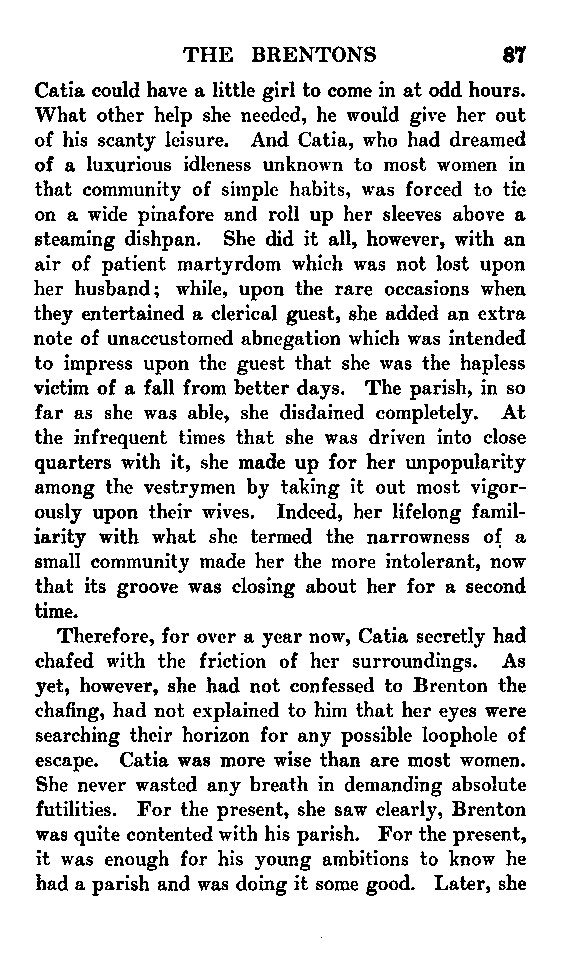 THE BRENTONS 87
Catia could have a little girl to come in at odd hours.
What other help she needed, he would give her out
of his scanty leisure. And Catia, who had dreamed
of a luxurious idleness unknown to most women in
that community of simple habits, was forced to tie
on a wide pinafore and roll up her sleeves above a
steaming dishpan. She did it all, however, with an
air of patient martyrdom which was not lost upon
her husband; while, upon the rare occasions when
they entertained a clerical guest, she added an extra
note of unaccustomed abnegation which was intended
to impress upon the guest that she was the hapless
victim of a fall from better days. The parish, in so
far as she was able, she disdained completely. At
the infrequent times that she was driven into close
quarters with it, she made up for her unpopularity
among the vestrymen by taking it out most vigor-
ously upon their wives. Indeed, her lifelong famil-
iarity with what she termed the narrowness of a
small community made her the more intolerant, now
that its groove was closing about her for a second
time.
Therefore, for over a year now, Catia secretly had
chafed with the friction of her surroundings. As
yet, however, she had not confessed to Brenton the
chafing, had not explained to him that her eyes were
searching their horizon for any possible loophole of
escape. Catia was more wise than are most women.
She never wasted any breath in demanding absolute
futilities. For the present, she saw clearly, Brenton
was quite contented with his parish. For the present,
it was enough for his young ambitions to know he
had a parish and was doing it some good. Later, she